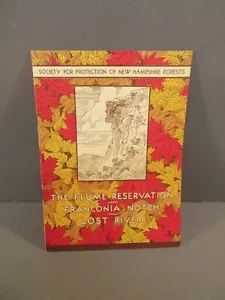 SOCIETY FOR PROTECTION OF NEW HAMPSHIRE FORESTS
THE FLUME RESERVATION
FRANCONIA NOTCH
LOST RIVER